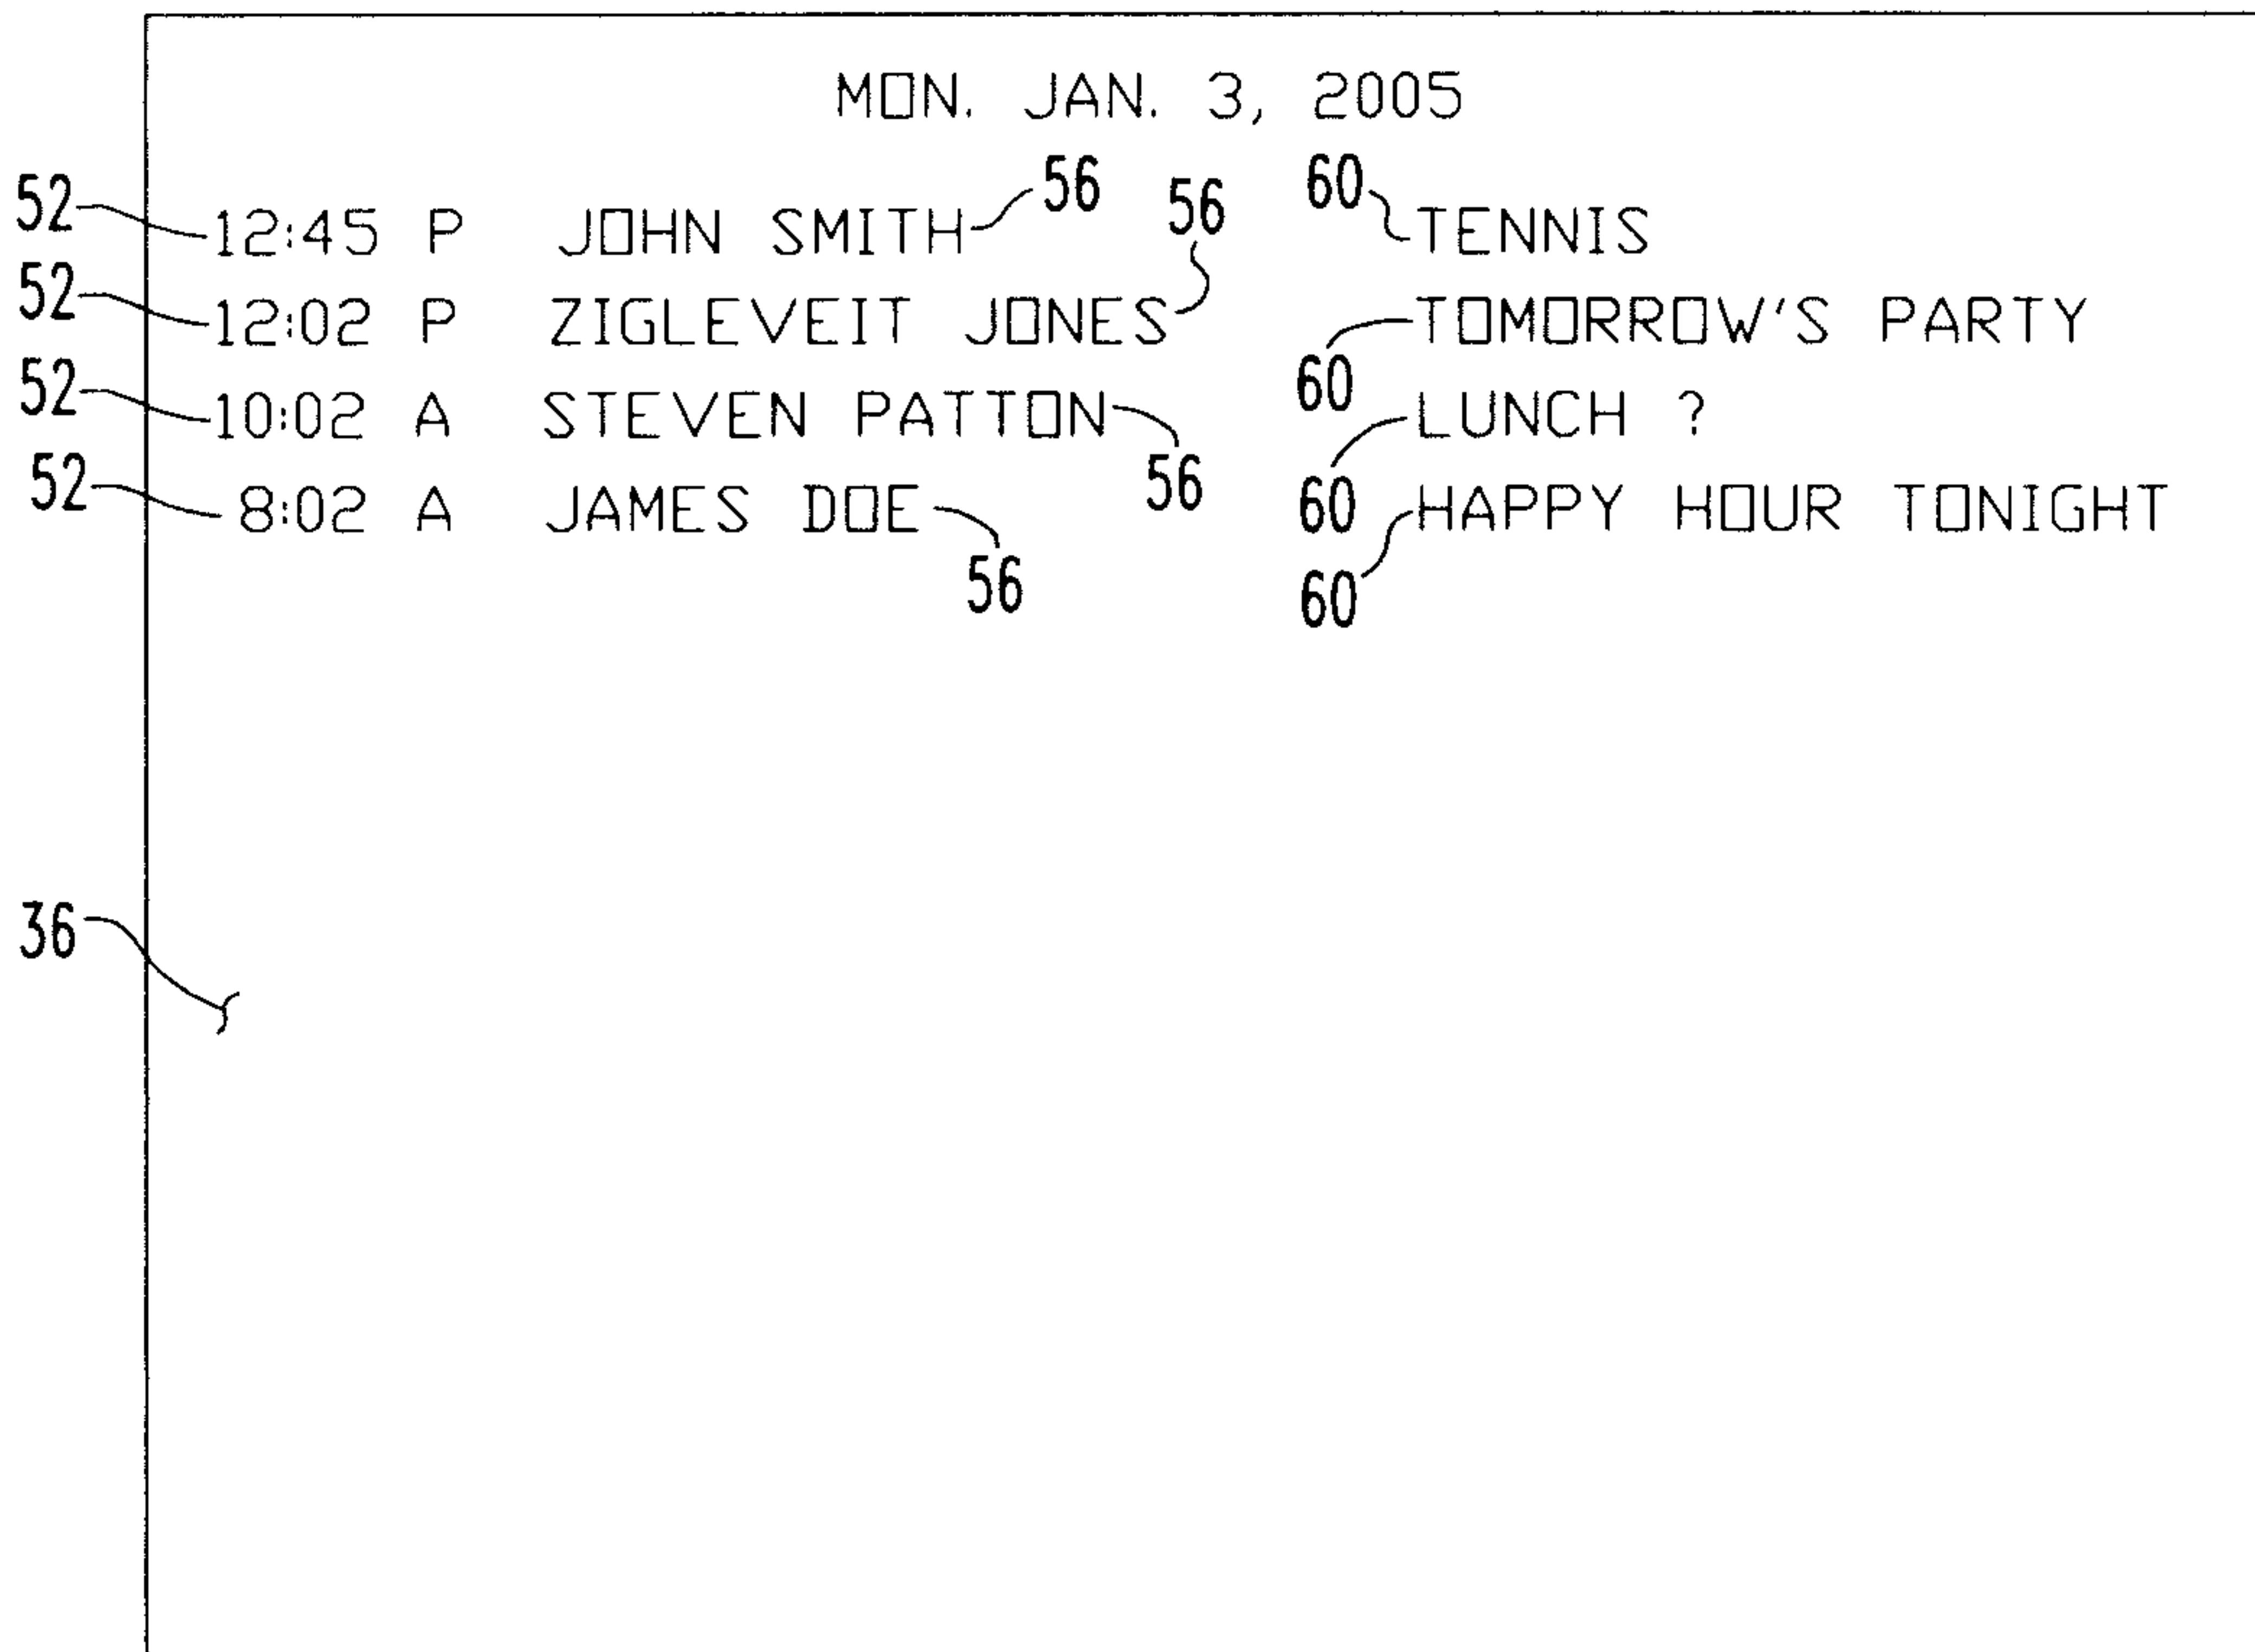 MON. JAN. 3, 2005
52 12:45 P JOHN SMITH 56 56 60 TENNIS
52 12:02 P ZIGLEVEIT JONES 60 TOMORROW'S PARTY
52 10:02 A STEVEN PATTON 56 60 LUNCH ?
52 8:02 A JAMES DOE 56 60 HAPPY HOUR TONIGHT
36